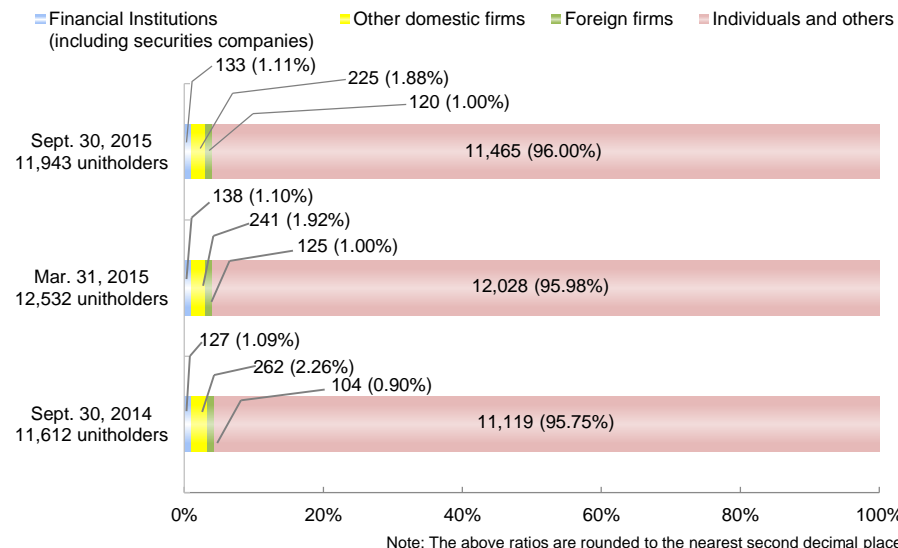 Financial Institutions
(including securities companies)
Other domestic firms
Foreign firms
Individuals and others
133 (1.11%)
225 (1.88%)
120 (1.00%)
Sept. 30, 2015
11,943 unitholders
11,465 (96.00%)
138 (1.10%)
241 (1.92%)
125 (1.00%)
Mar. 31, 2015
12,532 unitholders
12,028 (95.98%)
127 (1.09%)
262 (2.26%)
104 (0.90%)
Sept. 30, 2014
11,612 unitholders
11,119 (95.75%)
0%
20%
40%
60%
80%
100%
Note: The above ratios are rounded to the nearest second decimal place